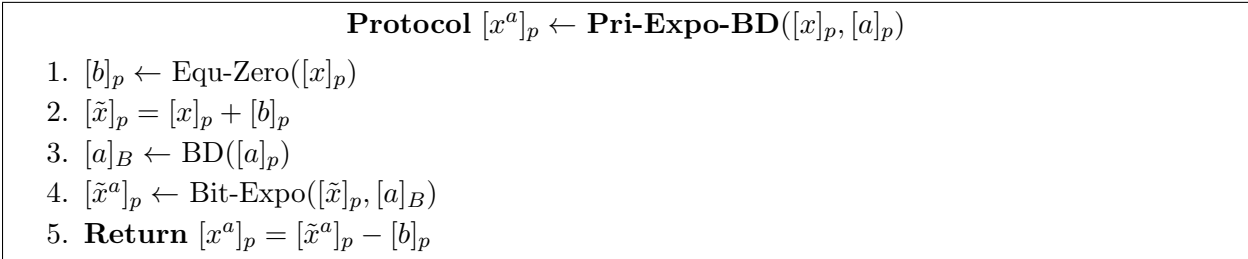 Protocol [x^a]_p ← Pri-Expo-BD([x]_p, [a]_p)
1. [b]_p ← Equ-Zero([x]_p)
2. [x̃]_p = [x]_p + [b]_p
3. [a]_B ← BD([a]_p)
4. [x̃^a]_p ← Bit-Expo([x̃]_p, [a]_B)
5. Return [x^a]_p = [x̃^a]_p − [b]_p